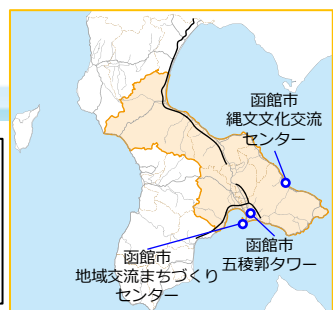 函館市
縄文文化交流
センター
函館市
五稜郭タワー
函館市
地域交流まちづくり
センター